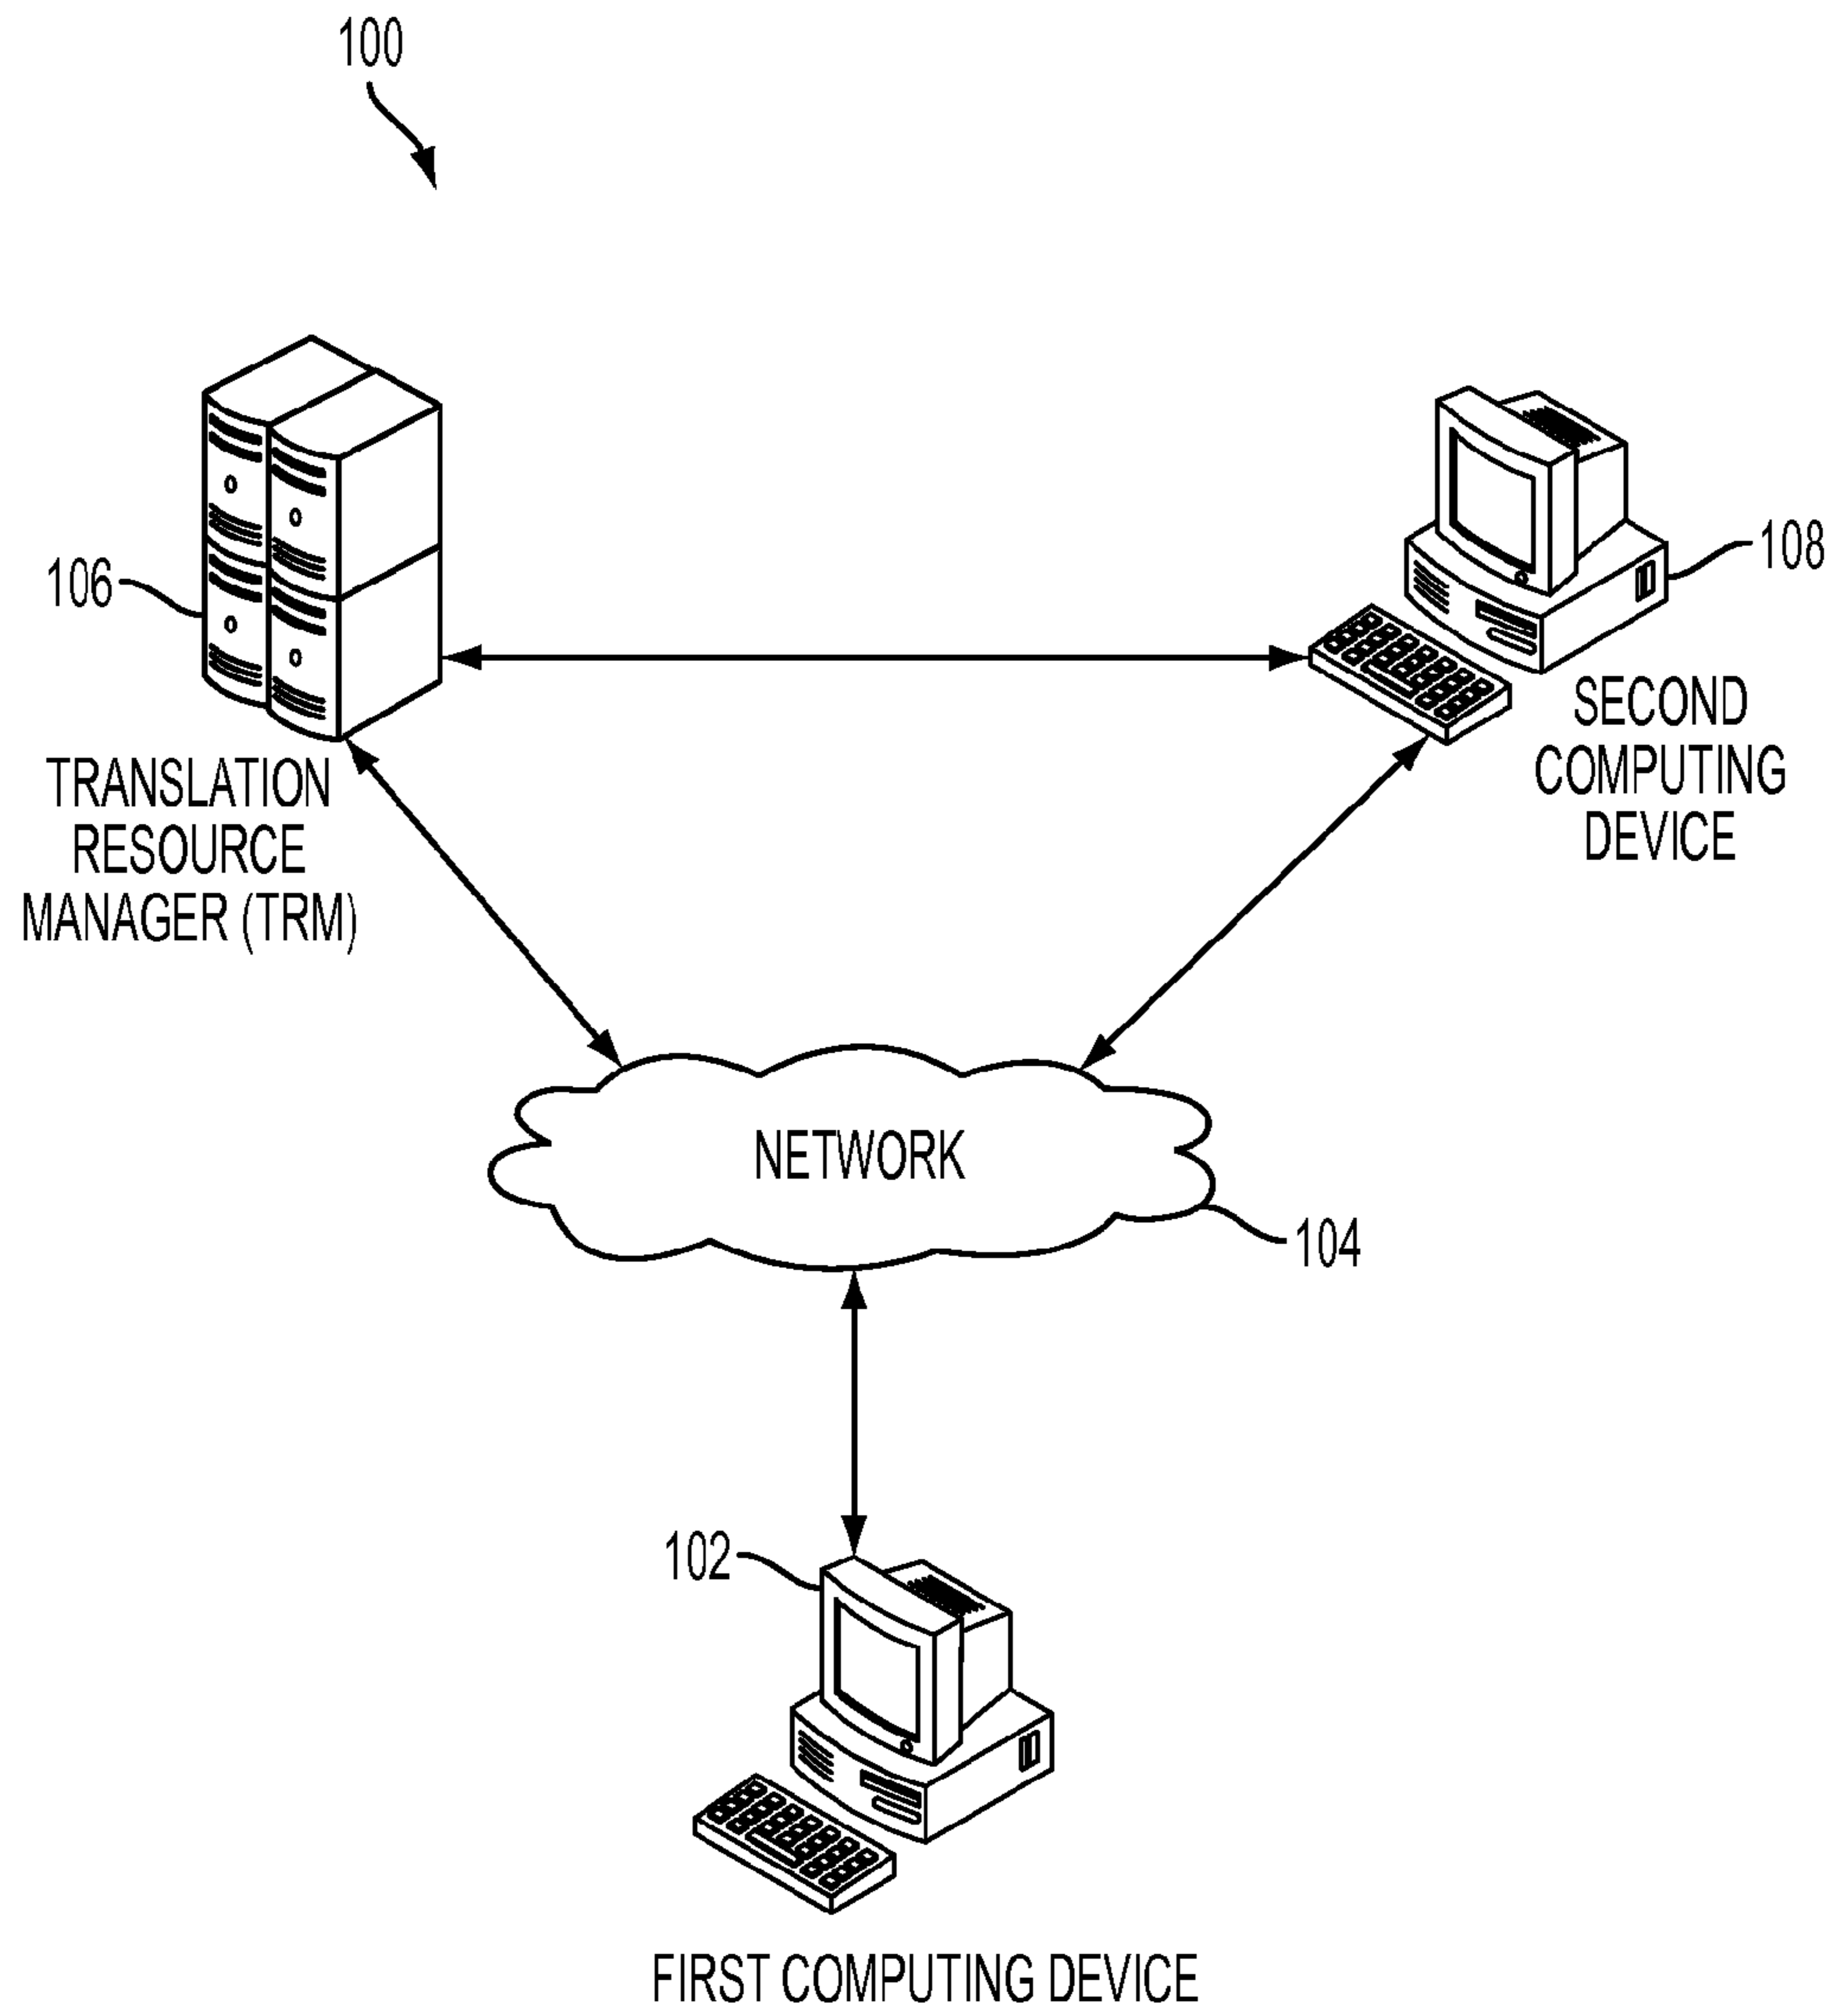 100
106
108
TRANSLATION
RESOURCE
MANAGER (TRM)
SECOND
COMPUTING
DEVICE
NETWORK
104
102
FIRST COMPUTING DEVICE